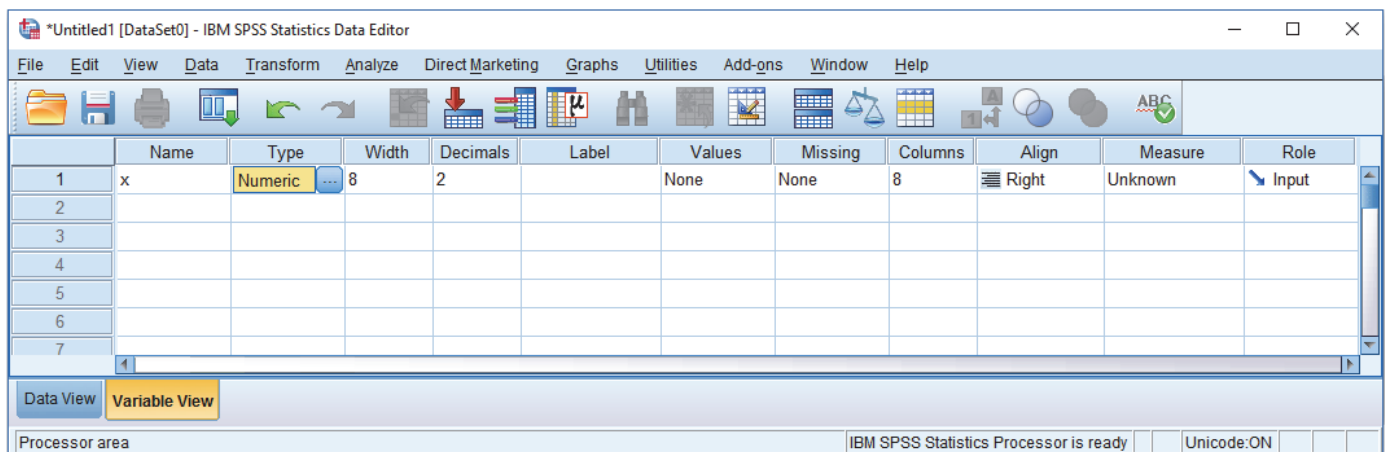 *Untitled1 [DataSet0] - IBM SPSS Statistics Data Editor
File Edit View Data Transform Analyze Direct Marketing Graphs Utilities Add-ons Window Help
A 1 ABC μ
Name Type Width Decimals Label Values Missing Columns Align Measure Role
1 x Numeric ... 8 2 None None 8 Right Unknown Input
2
3
4
5
6
7
Data View Variable View
Processor area IBM SPSS Statistics Processor is ready Unicode:ON